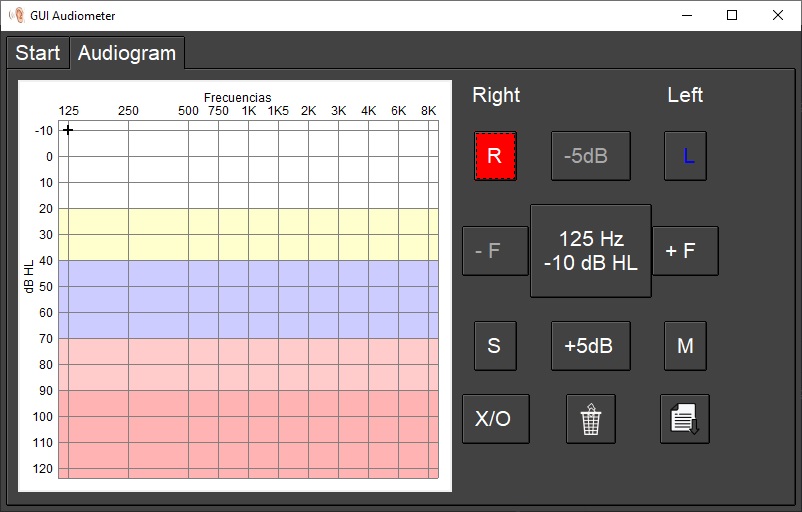 GUI Audiometer
Start Audiogram
Frecuencias
125 250 500 750 1K 1K5 2K 3K 4K 6K 8K
-10
0
10
20
30
40
50
60
70
80
90
100
110
120
dB HL
Right Left
R -5dB L
- F 125 Hz + F
-10 dB HL
S +5dB M
X/O